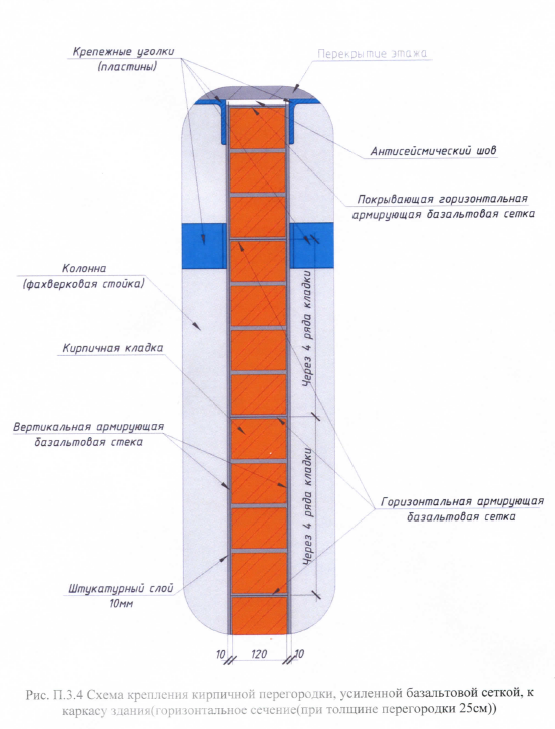 Крепежные уголки
(пластины)
Перекрытие этажа
Антисейсмический шов
Покрывающая горизонтальная
армирующая базальтовая сетка
Колонна
(фахверковая стойка)
Через 4 ряда кладки
Кирпичная кладка
Вертикальная армирующая
базальтовая стека
Через 4 ряда кладки
Горизонтальная армирующая
базальтовая сетка
Штукатурный слой
10мм
10 120 10
Рис. П.3.4 Схема крепления кирпичной перегородки, усиленной базальтовой сеткой, к
каркасу здания(горизонтальное сечение(при толщине перегородки 25см))